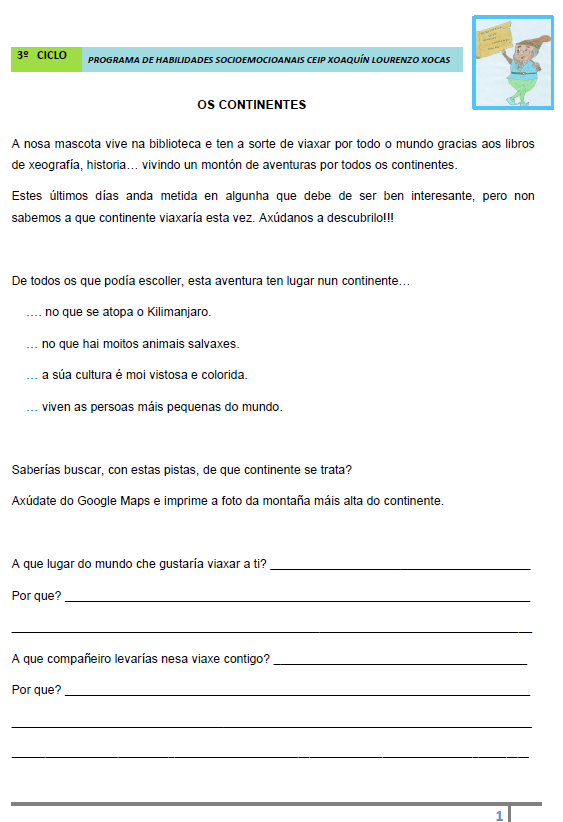 3º CICLO
PROGRAMA DE HABILIDADES SOCIOEMOCIOANAIS CEIP XOAQUÍN LOURENZO XOCAS
OS CONTINENTES
A nosa mascota vive na biblioteca e ten a sorte de viaxar por todo o mundo gracias aos libros
de xeografía, historia… vivindo un montón de aventuras por todos os continentes.
Estes últimos días anda metida en algunha que debe de ser ben interesante, pero non
sabemos a que continente viaxaría esta vez. Axúdanos a descubrilo!!!
De todos os que podía escoller, esta aventura ten lugar nun continente…
…. no que se atopa o Kilimanjaro.
… no que hai moitos animais salvaxes.
… a súa cultura é moi vistosa e colorida.
… viven as persoas máis pequenas do mundo.
Saberías buscar, con estas pistas, de que continente se trata?
Axúdate do Google Maps e imprime a foto da montaña máis alta do continente.
A que lugar do mundo che gustaría viaxar a ti? ______________________________________
Por que? ____________________________________________________________________
____________________________________________________________________________
A que compañeiro levarías nesa viaxe contigo? _____________________________________
Por que? ____________________________________________________________________
____________________________________________________________________________
____________________________________________________________________________
1